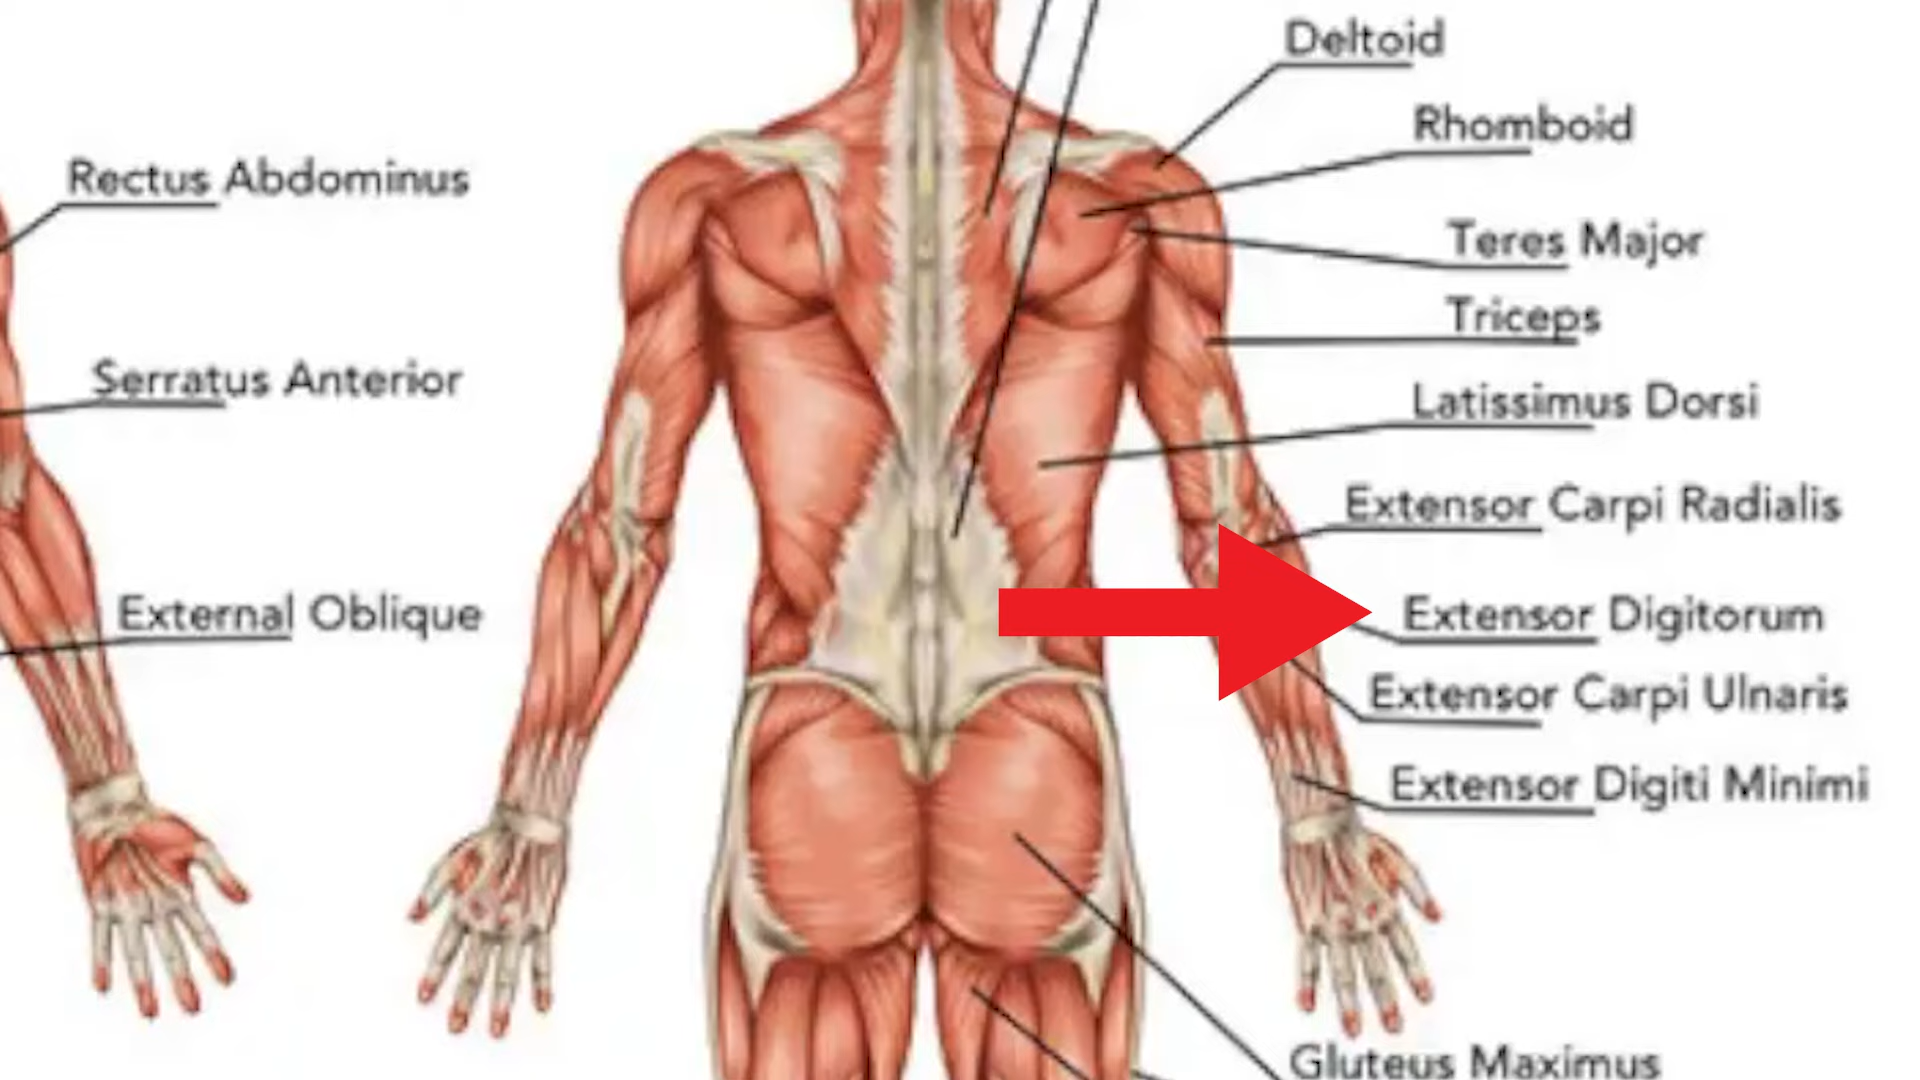 Deltoid
Rhomboid
Rectus Abdominus
Teres Major
Triceps
Serratus Anterior
Latissimus Dorsi
Extensor Carpi Radialis
External Oblique
Extensor Digitorum
Extensor Carpi Ulnaris
Extensor Digiti Minimi
Gluteus Maximus